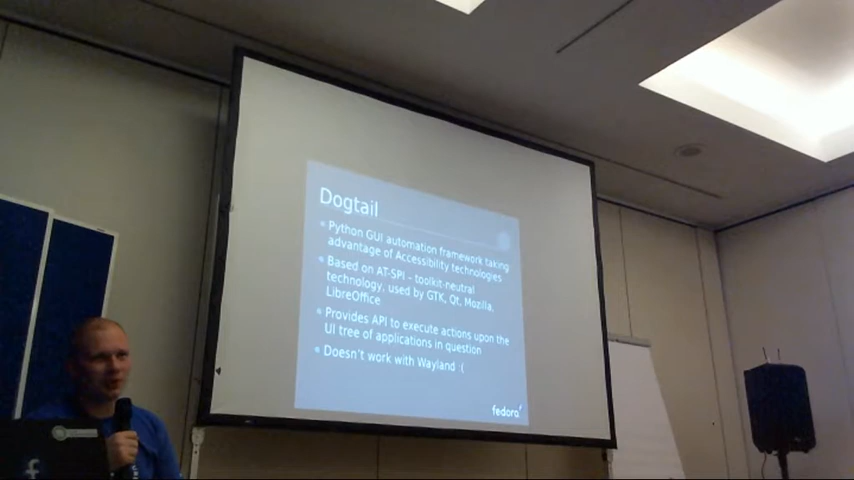 Dogtail
Python GUI automation framework taking
advantage of Accessibility technologies
Based on AT-SPI – toolkit-neutral
technology, used by GTK, Qt, Mozilla,
LibreOffice
Provides API to execute actions upon the
UI tree of applications in question
Doesn't work with Wayland :(
fedora